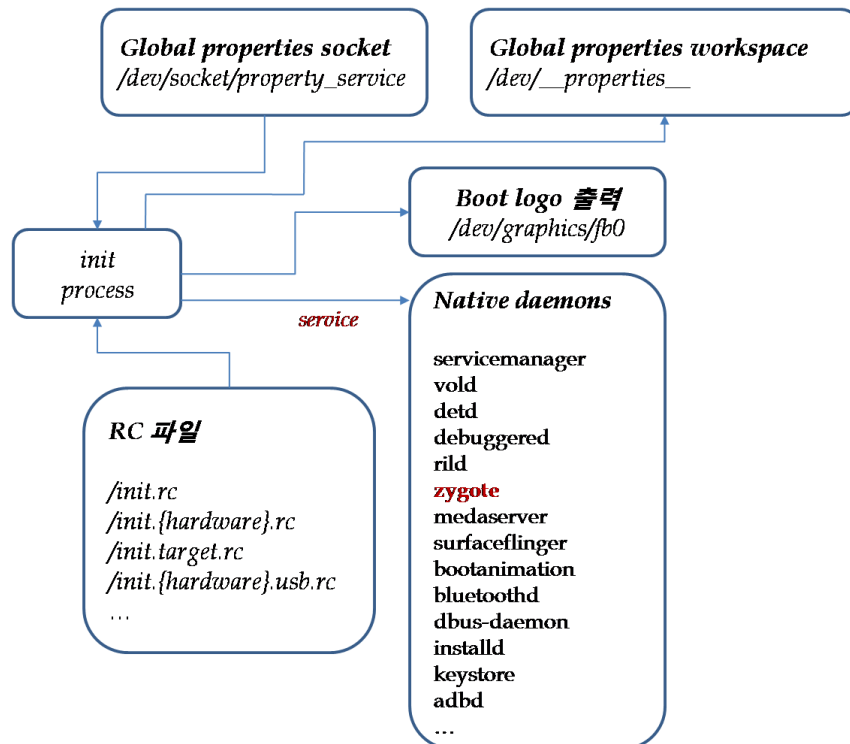 Global properties socket
/dev/socket/property_service
Global properties workspace
/dev/__properties__
Boot logo 출력
/dev/graphics/fb0
init
process
service
Native daemons
servicemanager
vold
detd
debuggered
rild
zygote
medaserver
surfaceflinger
bootanimation
bluetoothd
dbus-daemon
installd
keystore
adbd
...
RC 파일
/init.rc
/init.{hardware}.rc
/init.target.rc
/init.{hardware}.usb.rc
...